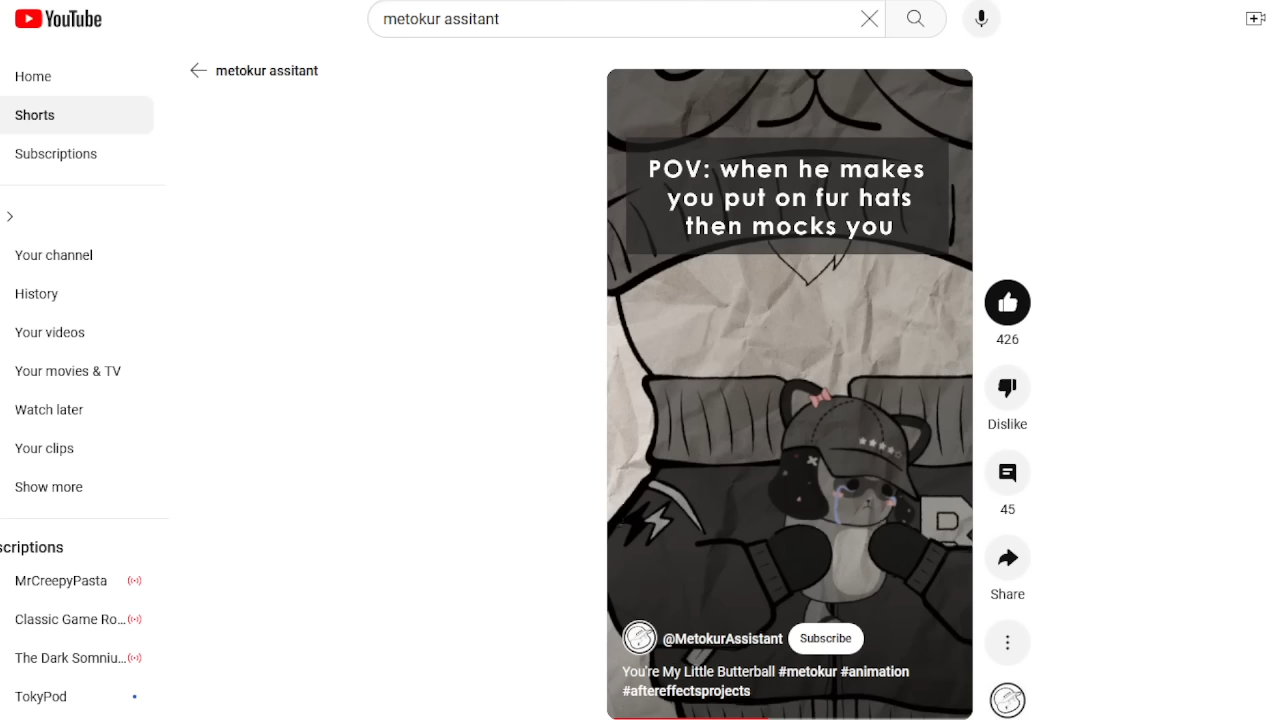 YouTube
metokur assitant
Home
Shorts
Subscriptions
Your channel
History
Your videos
Your movies & TV
Watch later
Your clips
Show more
scriptions
MrCreepyPasta
Classic Game Ro...
The Dark Somniu...
TokyPod
metokur assitant
POV: when he makes
you put on fur hats
then mocks you
@MetokurAssistant Subscribe
You're My Little Butterball #metokur #animation
#aftereffectsprojects
426
Dislike
45
Share